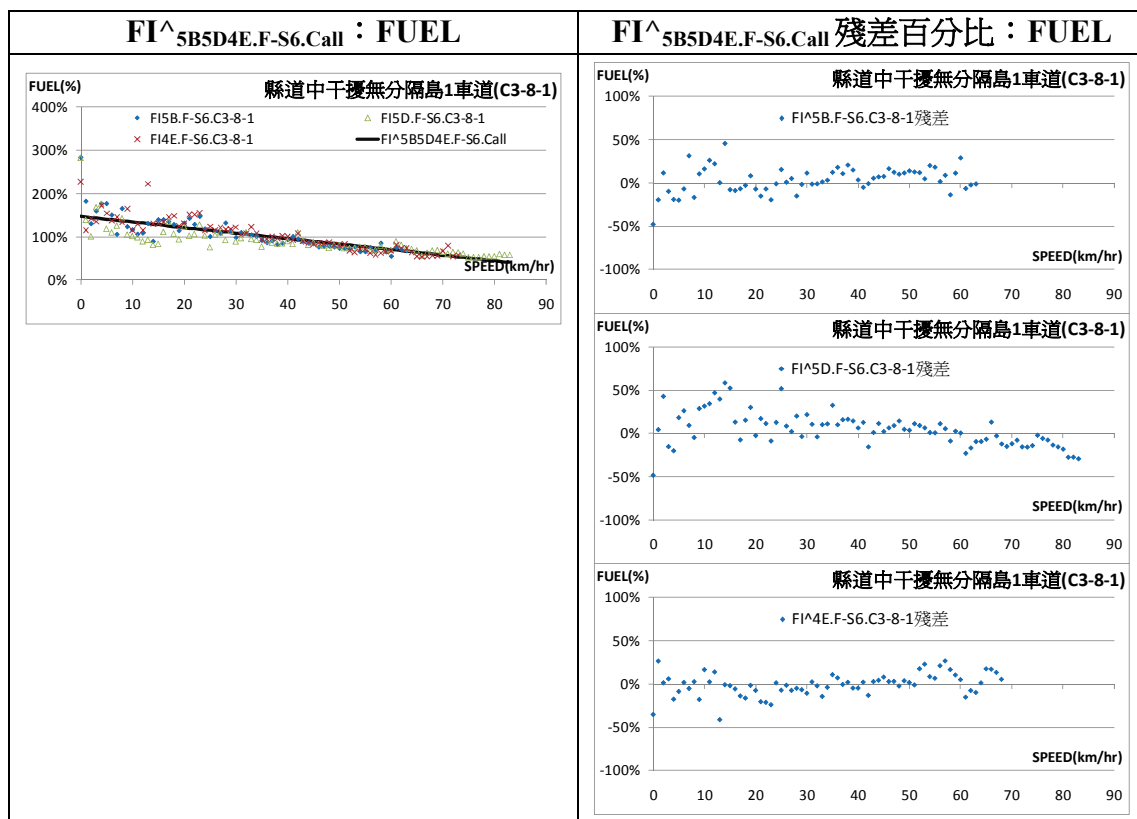 FI^5B5D4E.F-S6.Call：FUEL
FI^5B5D4E.F-S6.Call 殘差百分比：FUEL
FUEL(%)
縣道中干擾無分隔島1車道(C3-8-1)
400%
300%
200%
100%
0%
FI5B.F-S6.C3-8-1
FI5D.F-S6.C3-8-1
FI4E.F-S6.C3-8-1
FI^5B5D4E.F-S6.Call
SPEED(km/hr)
0 10 20 30 40 50 60 70 80 90
FUEL(%)
縣道中干擾無分隔島1車道(C3-8-1)
100%
50%
0%
-50%
-100%
FI^5B.F-S6.C3-8-1殘差
SPEED(km/hr)
0 10 20 30 40 50 60 70 80 90
FUEL(%)
縣道中干擾無分隔島1車道(C3-8-1)
100%
50%
0%
-50%
-100%
FI^5D.F-S6.C3-8-1殘差
SPEED(km/hr)
0 10 20 30 40 50 60 70 80 90
FUEL(%)
縣道中干擾無分隔島1車道(C3-8-1)
100%
50%
0%
-50%
-100%
FI^4E.F-S6.C3-8-1殘差
SPEED(km/hr)
0 10 20 30 40 50 60 70 80 90